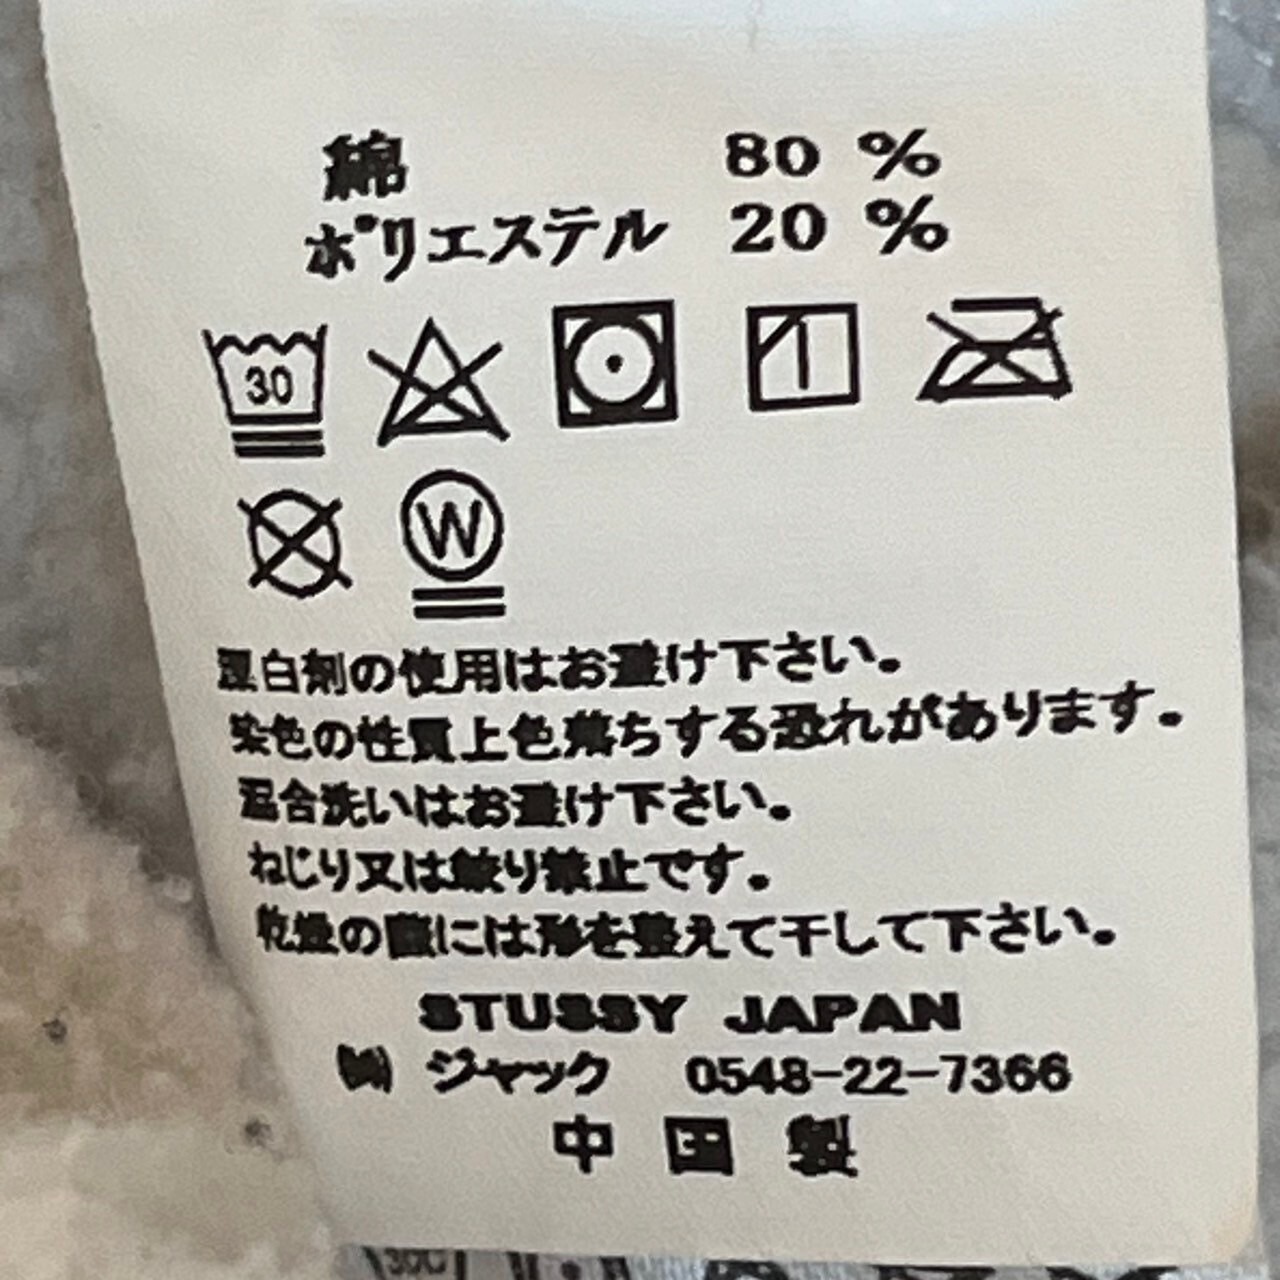 綿 80 %
ポリエステル 20 %
30
W
漂白剤の使用はお避け下さい。
染色の性質上色落ちする恐れがあります。
混合洗いはお避け下さい。
ねじり又は絞り禁止です。
乾燥の際には形を整えて干して下さい。
STUSSY JAPAN
㈱ ジャック 0548-22-7366
中国製
30C